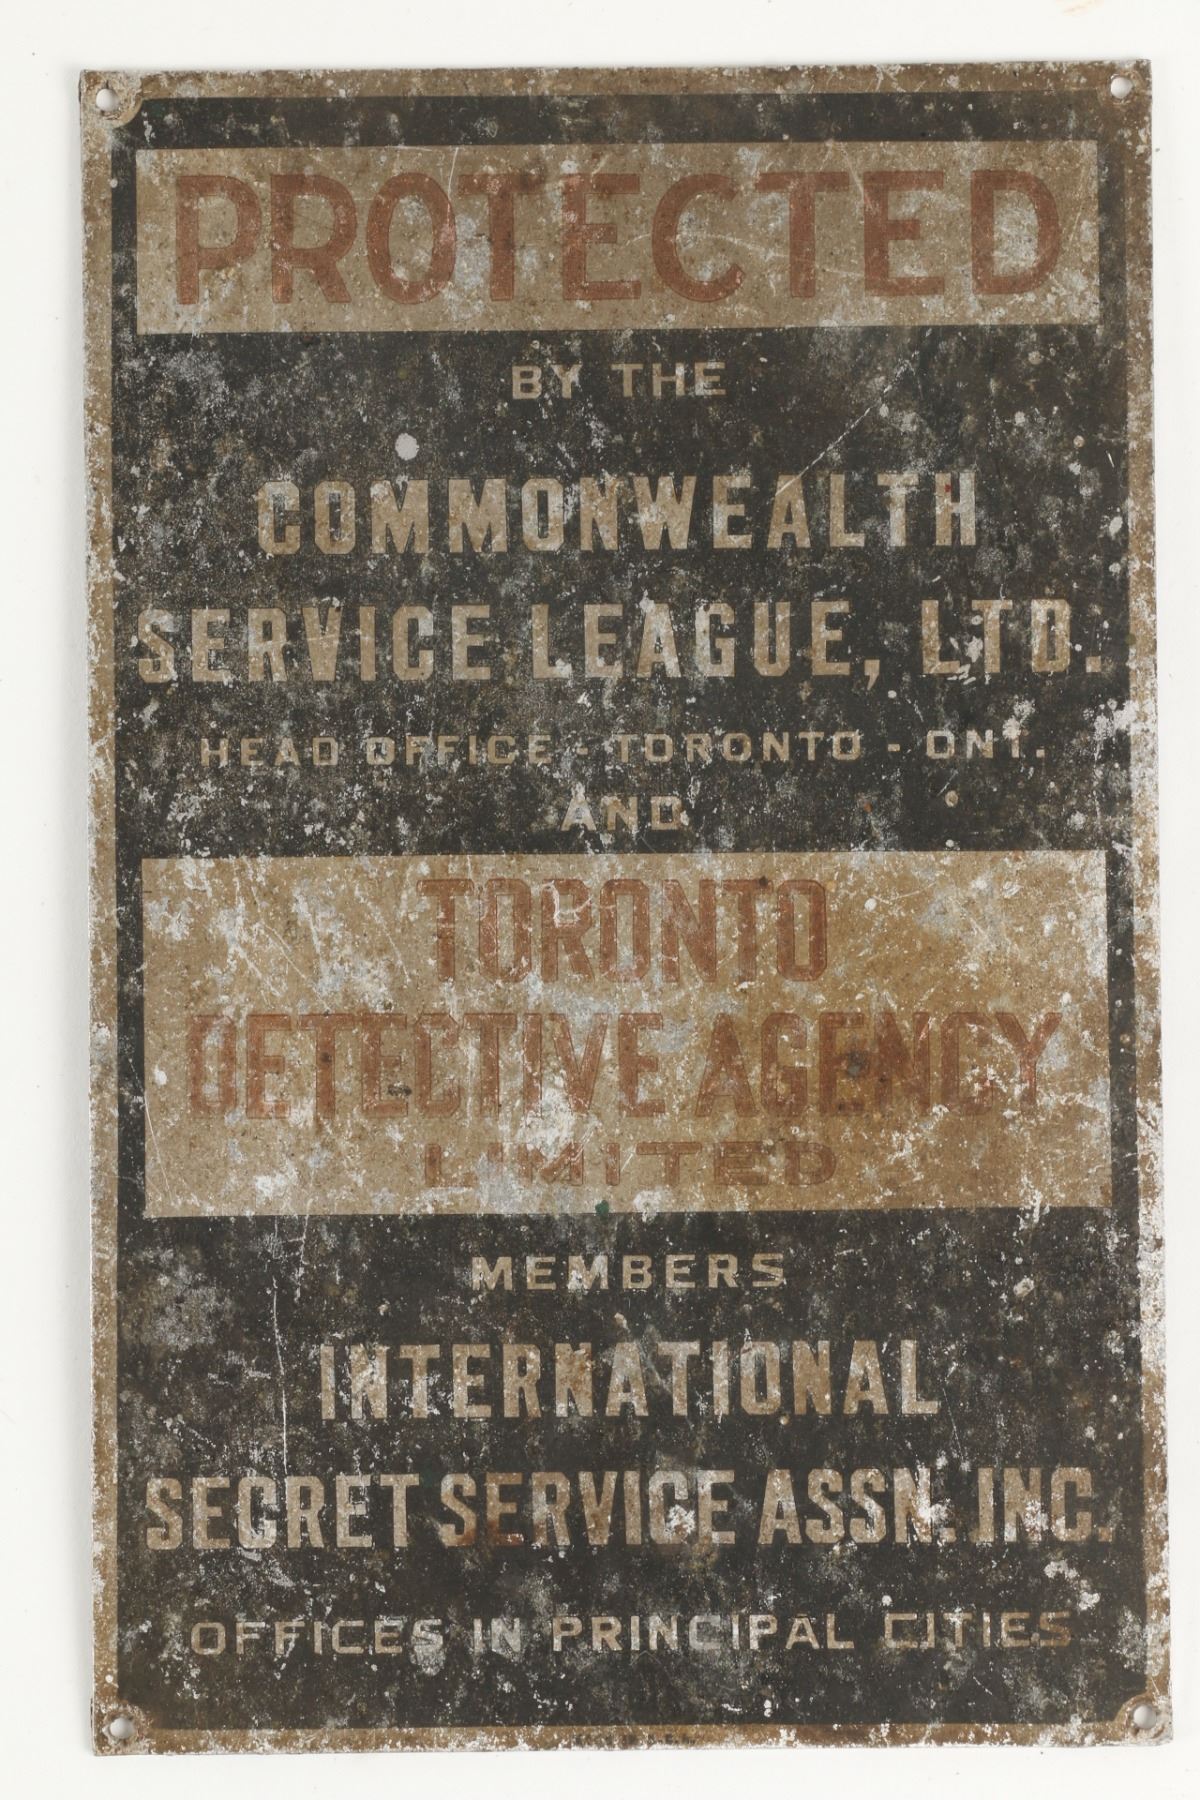 PROTECTED
BY THE
COMMONWEALTH
SERVICE LEAGUE, LTD.
HEAD OFFICE - TORONTO - ONT.
AND
TORONTO
DETECTIVE AGENCY
LIMITED
MEMBERS
INTERNATIONAL
SECRET SERVICE ASSN. INC.
OFFICES IN PRINCIPAL CITIES